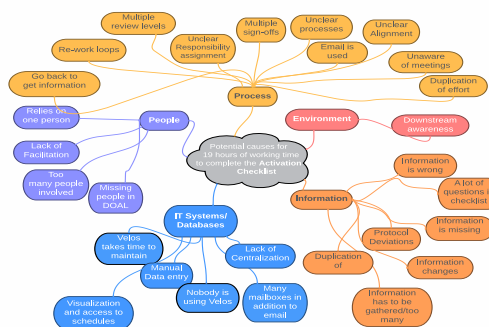 Multiple
review levels
Multiple
sign-offs
Unclear
processes
Unclear
Alignment
Re-work loops
Unclear
Responsibility
assignment
Email is
used
Unaware
of meetings
Go back to
get information
Duplication
of effort
Process
Relies on
one person
People
Environment
Downstream
awareness
Lack of
Facilitation
Potential causes for
19 hours of working time
to complete the Activation
Checklist
Information
is wrong
Too
many people
involved
Missing
people in
DOAL
Information
A lot of
questions i
checklist
IT Systems/
Databases
Information
is missing
Protocol
Deviations
Velos
takes time to
maintain
Lack of
Centralization
Duplication
of
Information
changes
Manual
Data entry
Nobody is
using Velos
Many
mailboxes in
addition to
email
Information
has to be
gathered/too
many
Visualization
and access to
schedules